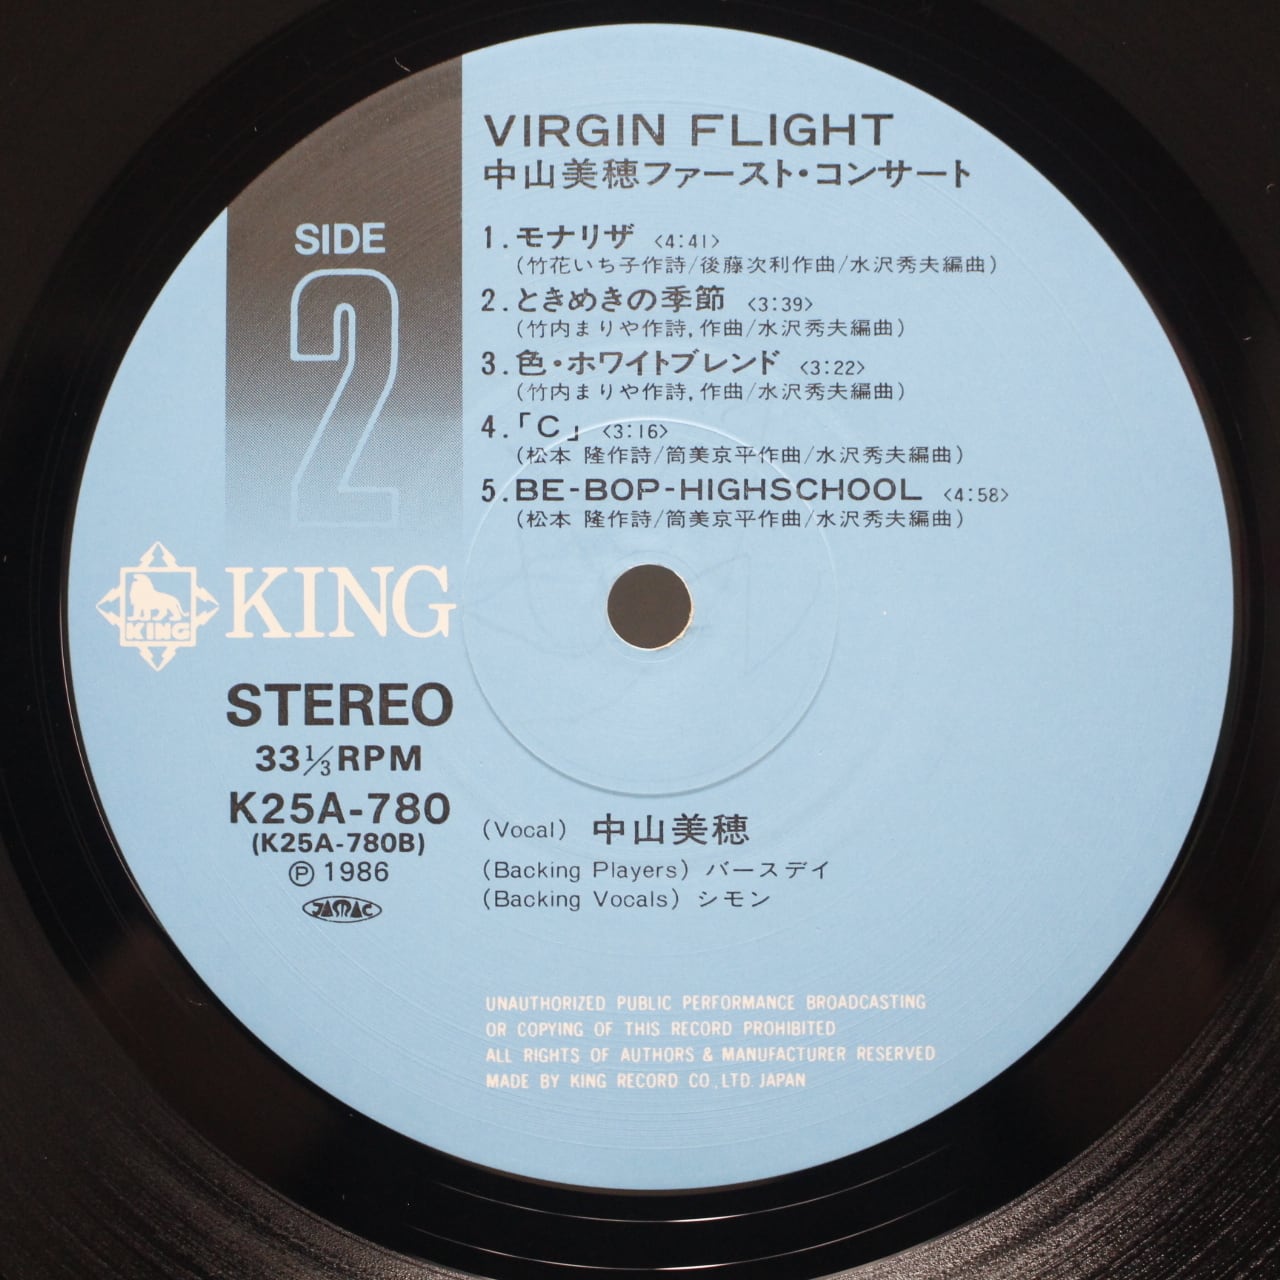 VIRGIN FLIGHT
中山美穂ファースト・コンサート
SIDE
2
1.モナリザ <4:41>
(竹花いち子作詩/後藤次利作曲/水沢秀夫編曲)
2.ときめきの季節 <3:39>
(竹内まりや作詩,作曲/水沢秀夫編曲)
3.色・ホワイトブレンド <3:22>
(竹内まりや作詩,作曲/水沢秀夫編曲)
4.「C」 <3:16>
(松本 隆作詩/筒美京平作曲/水沢秀夫編曲)
5.BE-BOP-HIGHSCHOOL <4:58>
(松本 隆作詩/筒美京平作曲/水沢秀夫編曲)
KING
KING
STEREO
33 1/3 RPM
K25A-780
(K25A-780B)
Ⓟ 1986
JASRAC
(Vocal) 中山美穂
(Backing Players) バースデイ
(Backing Vocals) シモン
UNAUTHORIZED PUBLIC PERFORMANCE BROADCASTING
OR COPYING OF THIS RECORD PROHIBITED
ALL RIGHTS OF AUTHORS & MANUFACTURER RESERVED
MADE BY KING RECORD CO.,LTD. JAPAN